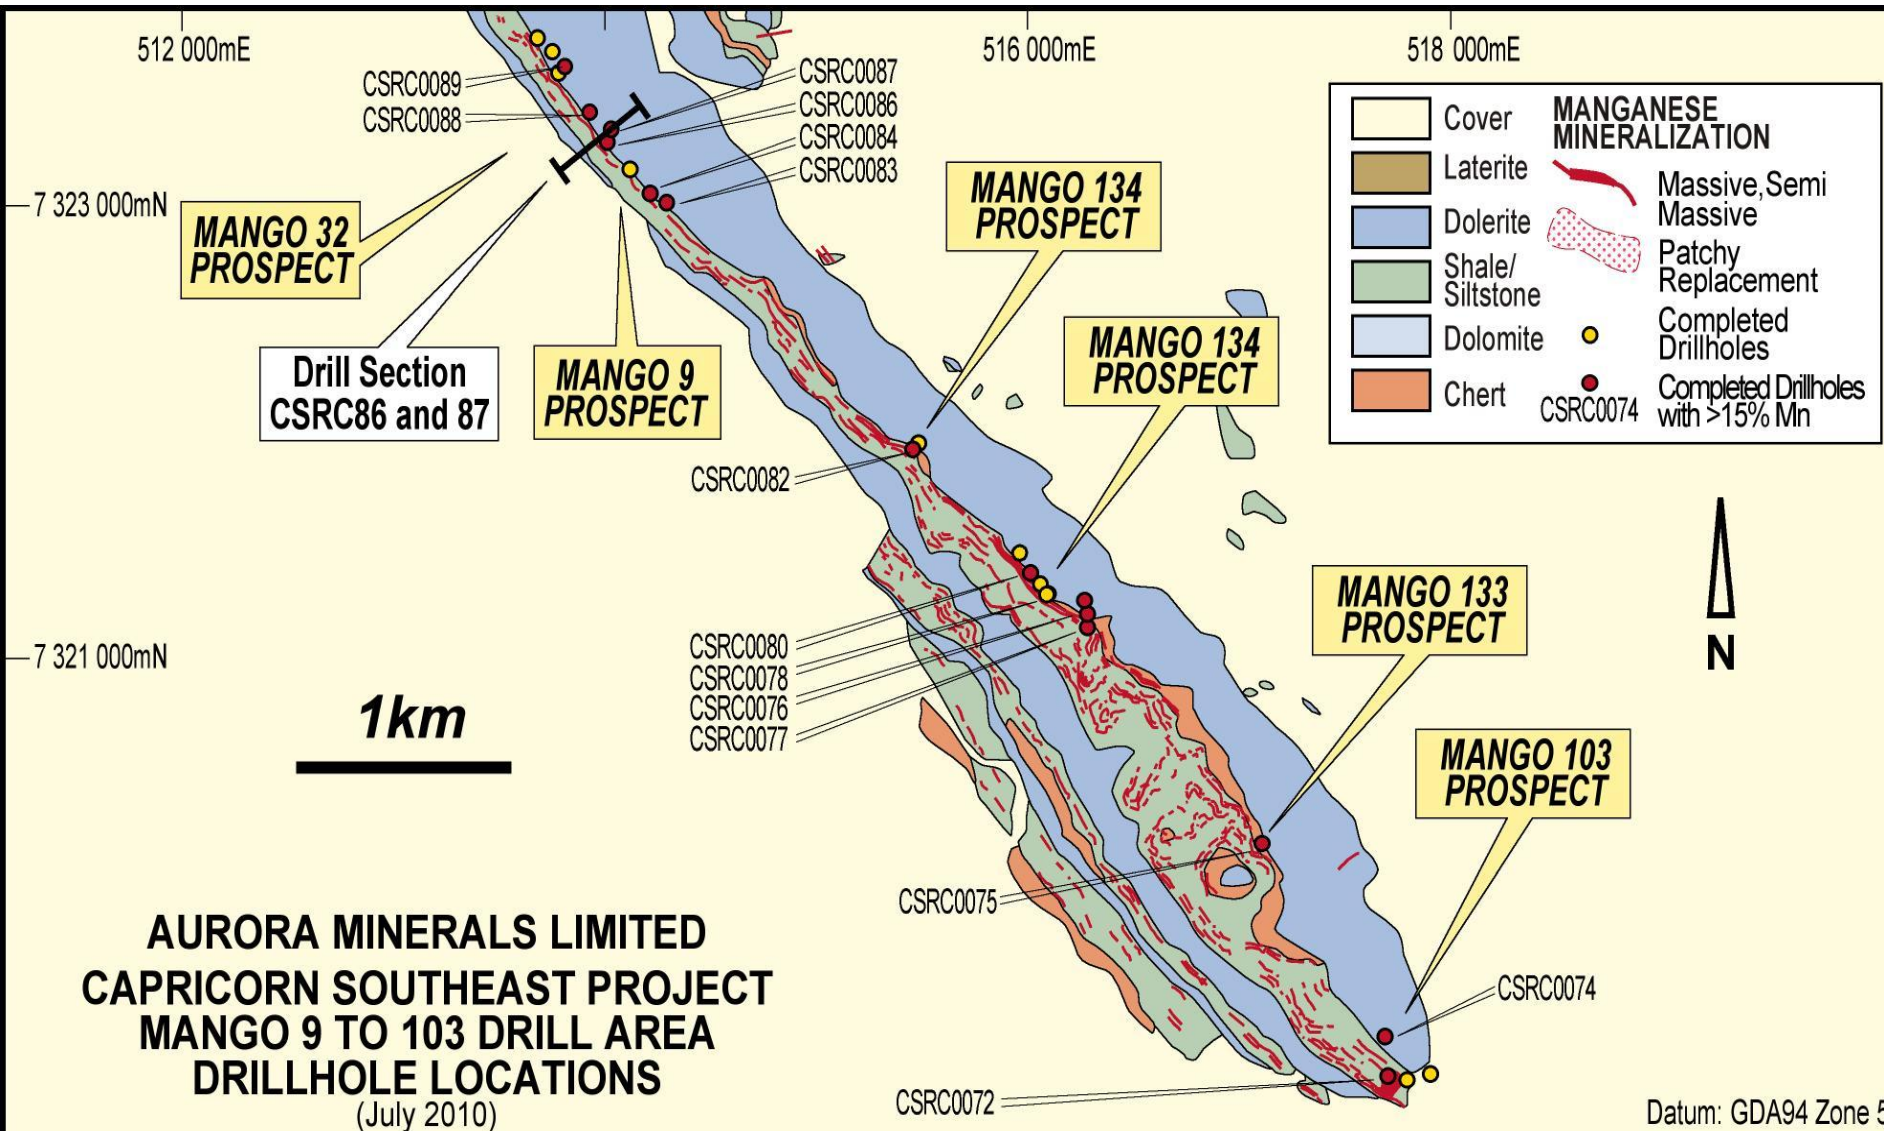 512 000mE
516 000mE
518 000mE
CSRC0089
CSRC0088
CSRC0087
CSRC0086
CSRC0084
CSRC0083
7 323 000mN
MANGO 32
PROSPECT
Drill Section
CSRC86 and 87
MANGO 9
PROSPECT
MANGO 134
PROSPECT
MANGO 134
PROSPECT
Cover
Laterite
Dolerite
Shale/
Siltstone
Dolomite
Chert
MANGANESE
MINERALIZATION
Massive,Semi
Massive
Patchy
Replacement
Completed
Drillholes
CSRC0074
Completed Drillholes
with >15% Mn
CSRC0082
7 321 000mN
CSRC0080
CSRC0078
CSRC0076
CSRC0077
MANGO 133
PROSPECT
N
1km
MANGO 103
PROSPECT
CSRC0075
CSRC0074
CSRC0072
AURORA MINERALS LIMITED
CAPRICORN SOUTHEAST PROJECT
MANGO 9 TO 103 DRILL AREA
DRILLHOLE LOCATIONS
(July 2010)
Datum: GDA94 Zone 5